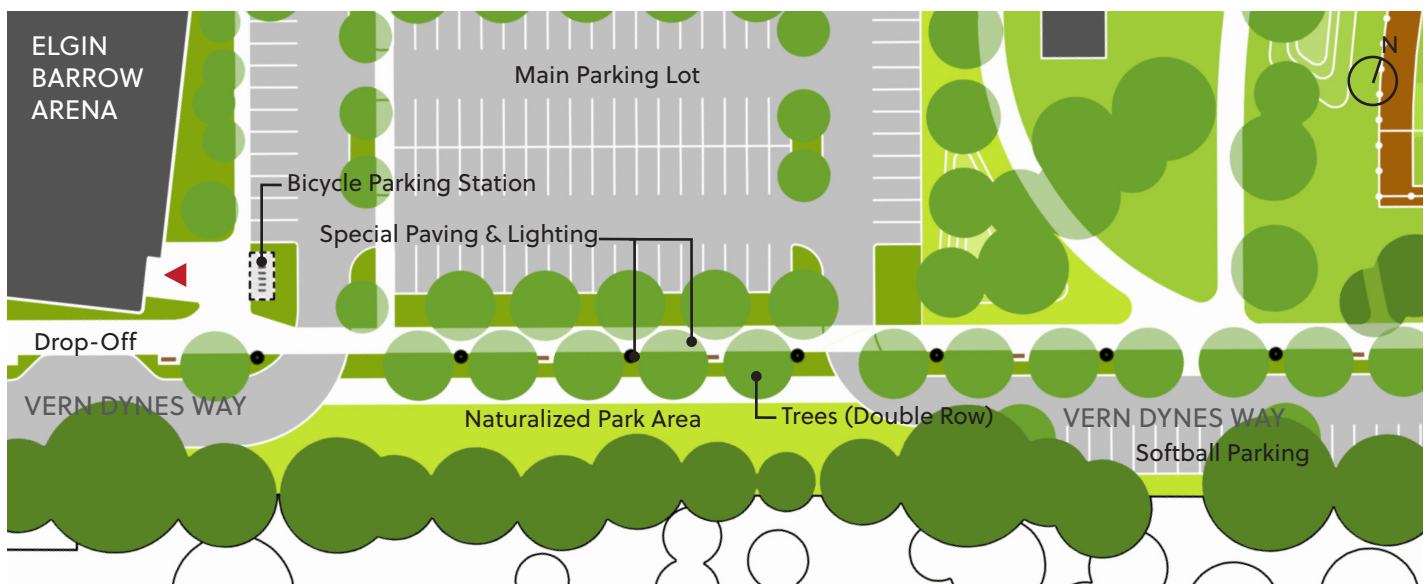 ELGIN
BARROW
ARENA
Main Parking Lot
N
Bicycle Parking Station
Special Paving & Lighting
Drop-Off
VERN DYNES WAY
Naturalized Park Area
Trees (Double Row)
VERN DYNES WAY
Softball Parking